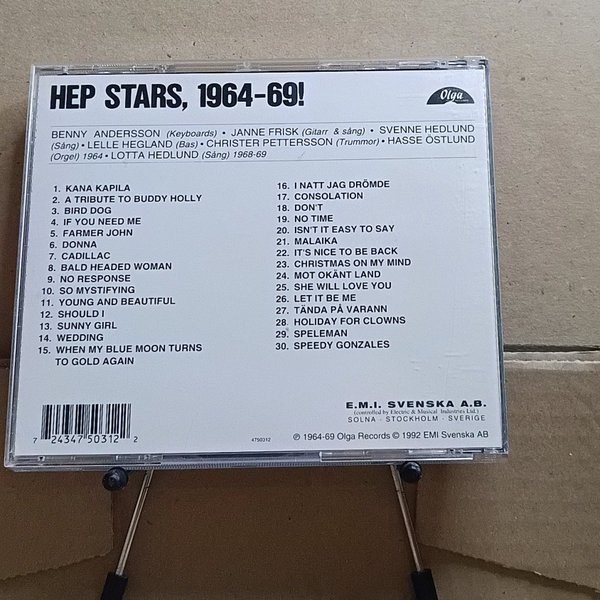 HEP STARS, 1964-69!
Olga
BENNY ANDERSSON (Keyboards) • JANNE FRISK (Gitarr & sång) • SVENNE HEDLUND
(Sång) • LELLE HEGLAND (Bas) • CHRISTER PETTERSSON (Trummor) • HASSE ÖSTLUND
(Orgel) 1964 • LOTTA HEDLUND (Sång) 1968-69
1. KANA KAPILA
2. A TRIBUTE TO BUDDY HOLLY
3. BIRD DOG
4. IF YOU NEED ME
5. FARMER JOHN
6. DONNA
7. CADILLAC
8. BALD HEADED WOMAN
9. NO RESPONSE
10. SO MYSTIFYING
11. YOUNG AND BEAUTIFUL
12. SHOULD I
13. SUNNY GIRL
14. WEDDING
15. WHEN MY BLUE MOON TURNS
TO GOLD AGAIN
16. I NATT JAG DRÖMDE
17. CONSOLATION
18. DON'T
19. NO TIME
20. ISN'T IT EASY TO SAY
21. MALAIKA
22. IT'S NICE TO BE BACK
23. CHRISTMAS ON MY MIND
24. MOT OKÄNT LAND
25. SHE WILL LOVE YOU
26. LET IT BE ME
27. TÄNDA PÅ VARANN
28. HOLIDAY FOR CLOWNS
29. SPELEMAN
30. SPEEDY GONZALES
E.M.I. SVENSKA A.B.
(controlled by Electric & Musical Industries Ltd.)
SOLNA - STOCKHOLM - SVERIGE
7 24347 50312 2
4750312
℗ 1964-69 Olga Records © 1992 EMI Svenska AB